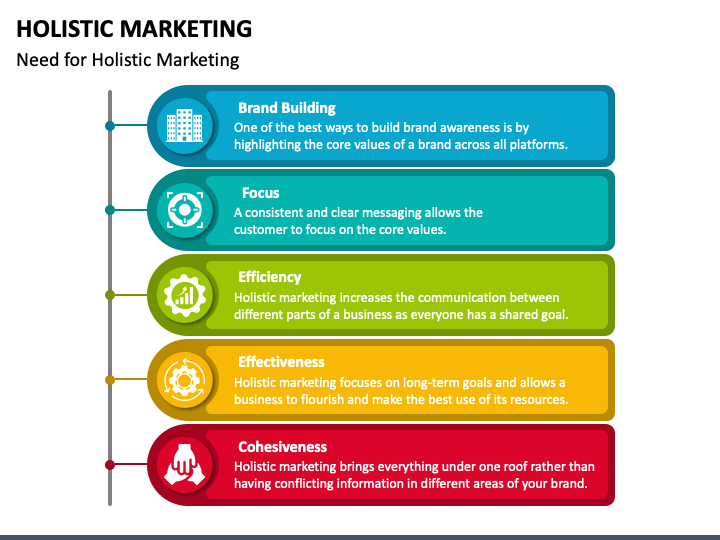 HOLISTIC MARKETING
Need for Holistic Marketing
Brand Building
One of the best ways to build brand awareness is by
highlighting the core values of a brand across all platforms.
Focus
A consistent and clear messaging allows the
customer to focus on the core values.
Efficiency
Holistic marketing increases the communication between
different parts of a business as everyone has a shared goal.
Effectiveness
Holistic marketing focuses on long-term goals and allows a
business to flourish and make the best use of its resources.
Cohesiveness
Holistic marketing brings everything under one roof rather than
having conflicting information in different areas of your brand.